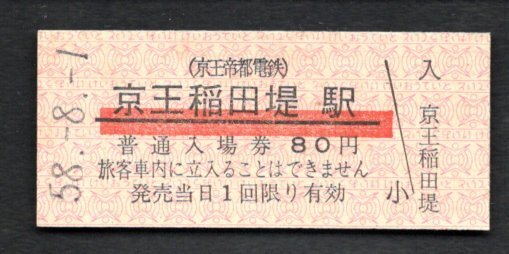 58.-8.-1
(京王帝都電鉄)
京王稲田堤 駅
普通入場券 80円
旅客車内に立入ることはできません
発売当日1回限り有効
小
入
京王稲田堤